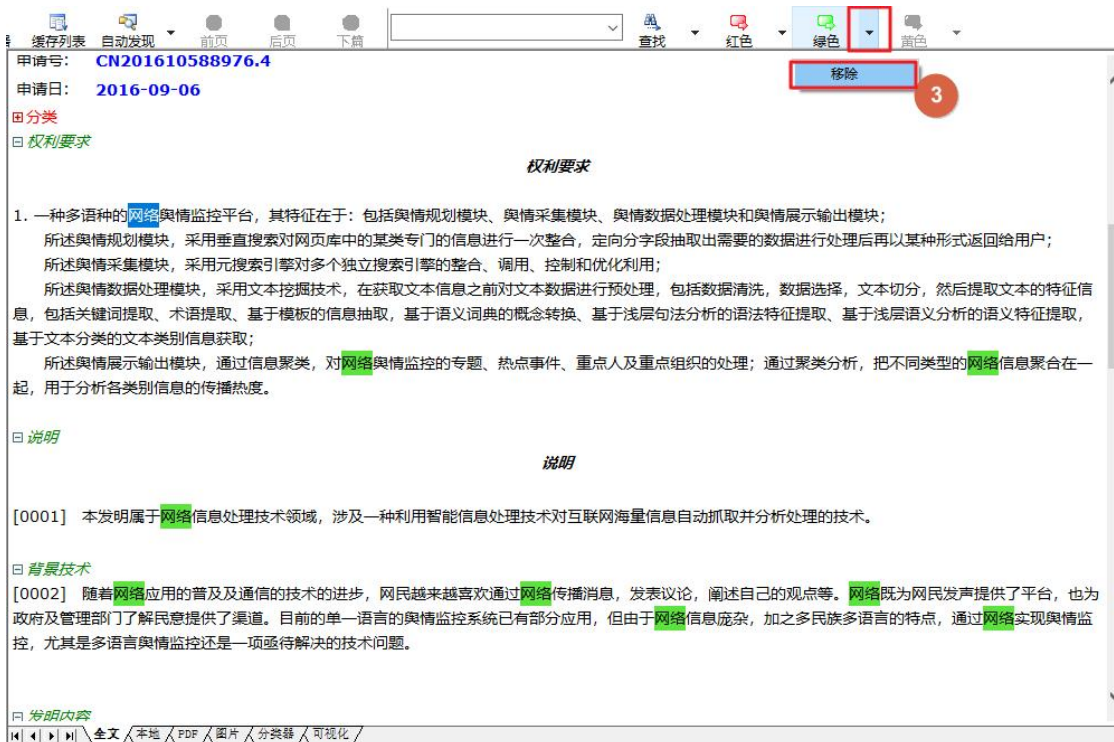 缓存列表 自动发现 前页 后页 下篇 查找 红色 绿色 黄色
申请号: CN201610588976.4
移除
申请日: 2016-09-06
3
分类
权利要求
权利要求
1. 一种多语种的网络舆情监控平台，其特征在于：包括舆情规划模块、舆情采集模块、舆情数据处理模块和舆情展示输出模块；
所述舆情规划模块，采用垂直搜索对网页库中的某类专门的信息进行一次整合，定向分字段抽取出需要的数据进行处理后再以某种形式返回给用户；
所述舆情采集模块，采用元搜索引擎对多个独立搜索引擎的整合、调用、控制和优化利用；
所述舆情数据处理模块，采用文本挖掘技术，在获取文本信息之前对文本数据进行预处理，包括数据清洗，数据选择，文本切分，然后提取文本的特征信
息，包括关键词提取、术语提取、基于模板的信息抽取，基于语义词典的概念转换、基于浅层句法分析的语法特征提取、基于浅层语义分析的语义特征提取，
基于文本分类的文本类别信息获取；
所述舆情展示输出模块，通过信息聚类，对网络舆情监控的专题、热点事件、重点人及重点组织的处理；通过聚类分析，把不同类型的网络信息聚合在一
起，用于分析各类别信息的传播热度。
说明
说明
[0001] 本发明属于网络信息处理技术领域，涉及一种利用智能信息处理技术对互联网海量信息自动抓取并分析处理的技术。
背景技术
[0002] 随着网络应用的普及及通信的技术的进步，网民越来越喜欢通过网络传播消息，发表议论，阐述自己的观点等。网络既为网民发声提供了平台，也为
政府及管理部门了解民意提供了渠道。目前的单一语言的舆情监控系统已有部分应用，但由于网络信息庞杂，加之多民族多语言的特点，通过网络实现舆情监
控，尤其是多语言舆情监控还是一项亟待解决的技术问题。
发明内容
全文 本地 PDF 图片 分类器 可视化